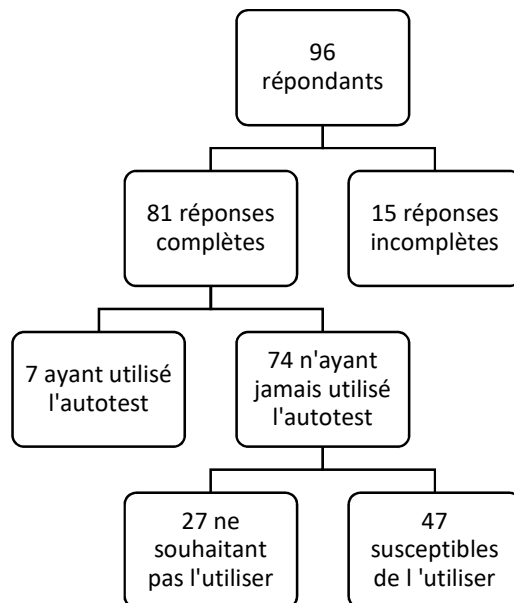 96
répondants
81 réponses
complètes
15 réponses
incomplètes
7 ayant utilisé
l'autotest
74 n'ayant
jamais utilisé
l'autotest
27 ne
souhaitant
pas l'utiliser
47
susceptibles
de l 'utiliser